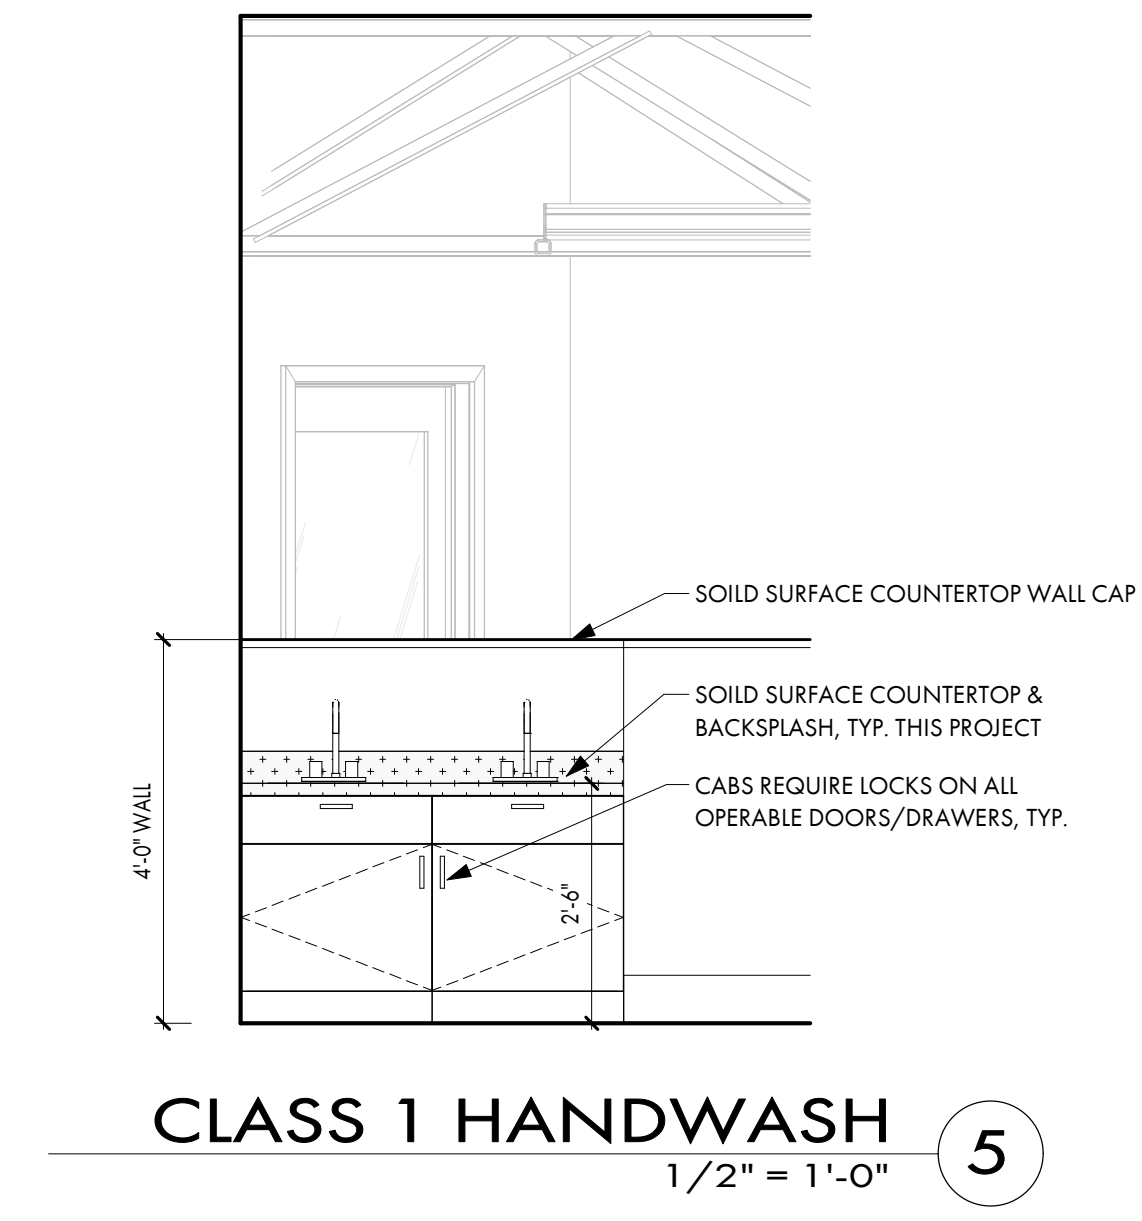 SOILD SURFACE COUNTERTOP WALL CAP
SOILD SURFACE COUNTERTOP &
BACKSPLASH, TYP. THIS PROJECT
CABS REQUIRE LOCKS ON ALL
OPERABLE DOORS/DRAWERS, TYP.
4'-0" WALL
2'-6"
CLASS 1 HANDWASH
5
1/2" = 1'-0"